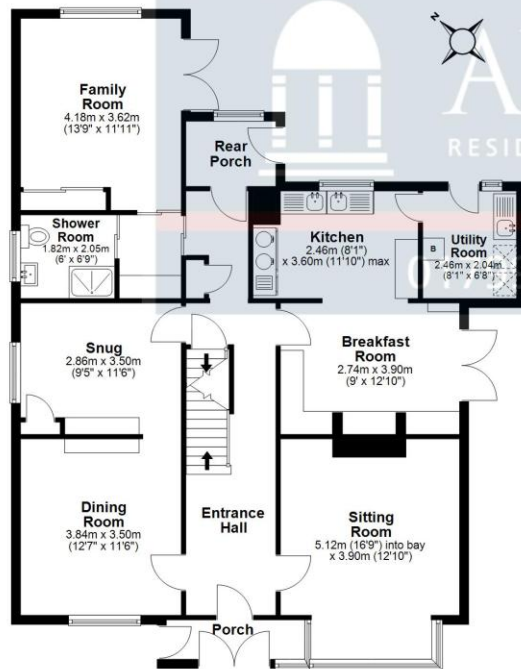 N
A
RESID
Family
Room
4.18m x 3.62m
(13'9" x 11'11")
Rear
Porch
Shower
Room
1.82m x 2.05m
(6' x 6'9")
Kitchen
2.46m (8'1")
x 3.60m (11'10") max
B
Utility
Room
2.46m x 2.04m
(8'1" x 6'8")
Snug
2.86m x 3.50m
(9'5" x 11'6")
Breakfast
Room
2.74m x 3.90m
(9' x 12'10")
Dining
Room
3.84m x 3.50m
(12'7" x 11'6")
Entrance
Hall
Sitting
Room
5.12m (16'9") into bay
x 3.90m (12'10")
Porch